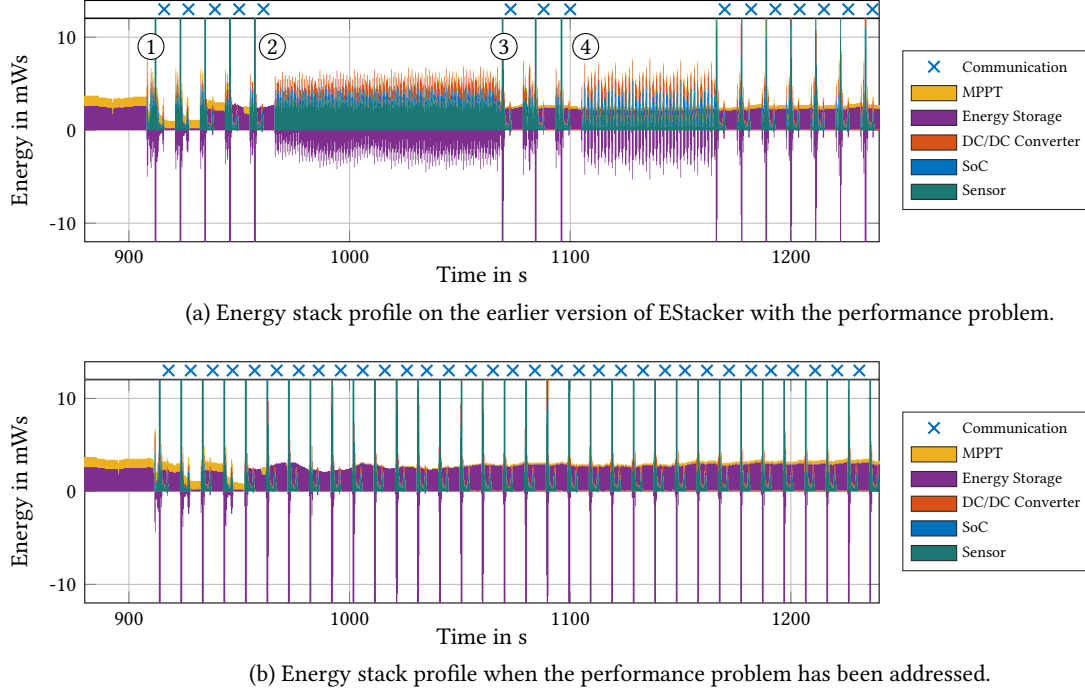 10
0
-10
Energy in mWs
1
2
3
4
900
1000
1100
1200
Time in s
Communication
MPPT
Energy Storage
DC/DC Converter
SoC
Sensor
(a) Energy stack profile on the earlier version of EStacker with the performance problem.
10
0
-10
Energy in mWs
900
1000
1100
1200
Time in s
Communication
MPPT
Energy Storage
DC/DC Converter
SoC
Sensor
(b) Energy stack profile when the performance problem has been addressed.